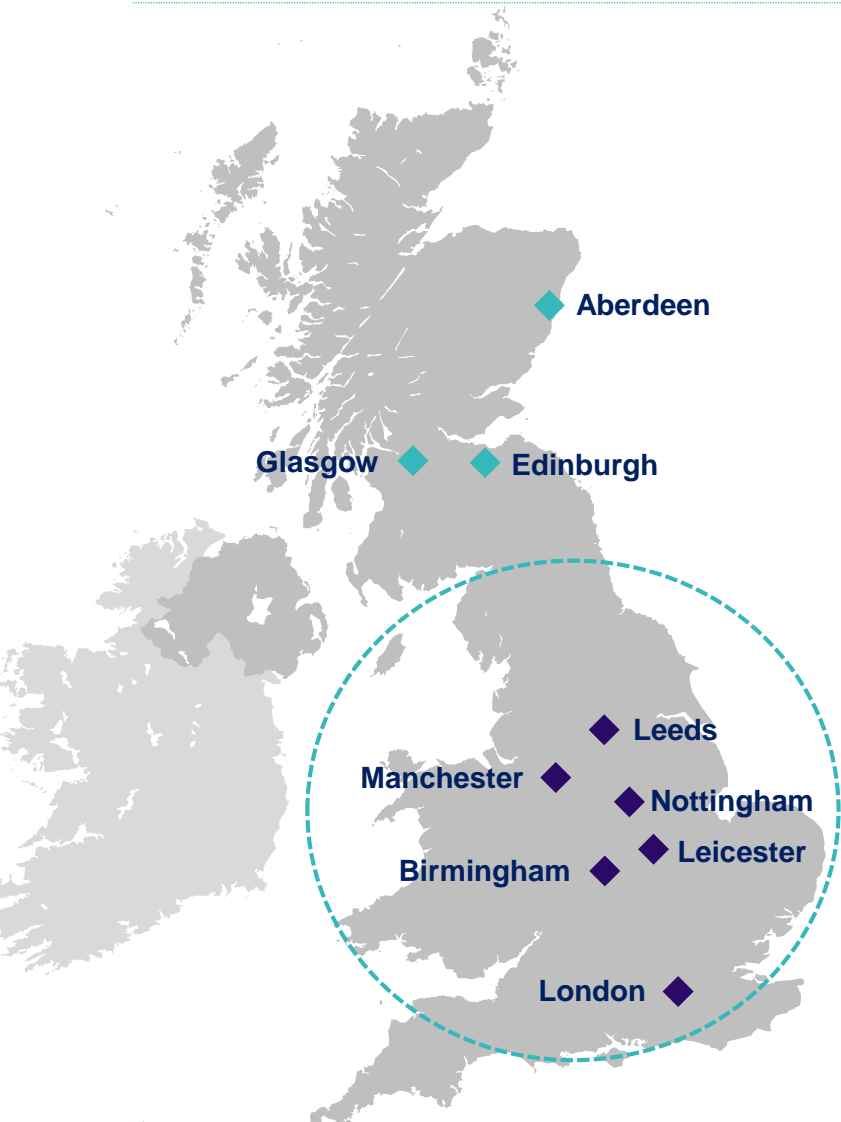 Aberdeen
Glasgow
Edinburgh
Leeds
Manchester
Nottingham
Leicester
Birmingham
London